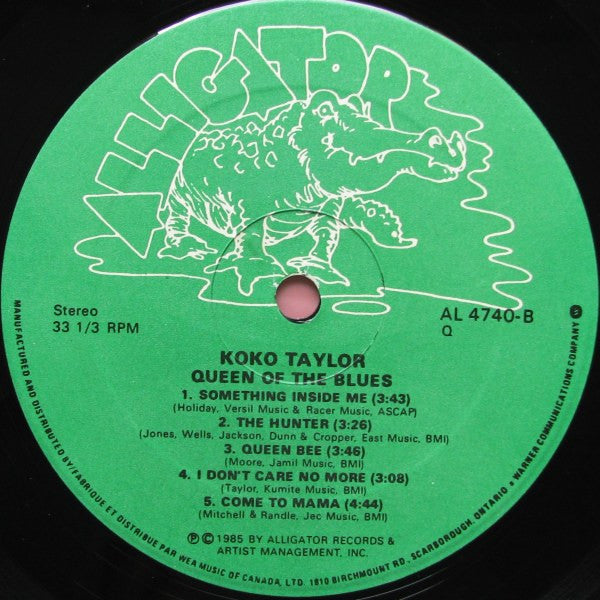 ALLIGATOR
Stereo
33 1/3 RPM
AL 4740-B
Q
KOKO TAYLOR
QUEEN OF THE BLUES
1. SOMETHING INSIDE ME (3:43)
(Holiday, Versil Music & Racer Music, ASCAP)
2. THE HUNTER (3:26)
(Jones, Wells, Jackson, Dunn & Cropper, East Music, BMI)
3. QUEEN BEE (3:46)
(Moore, Jamil Music, BMI)
4. I DON'T CARE NO MORE (3:08)
(Taylor, Kumite Music, BMI)
5. COME TO MAMA (4:44)
(Mitchell & Randle, Jec Music, BMI)
℗ © 1985 BY ALLIGATOR RECORDS &
ARTIST MANAGEMENT, INC.
MANUFACTURED AND DISTRIBUTED BY/FABRIQUE ET DISTRIBUE PAR WEA MUSIC OF CANADA, LTD. 1810 BIRCHMOUNT RD., SCARBOROUGH, ONTARIO ● A WARNER COMMUNICATIONS COMPANY